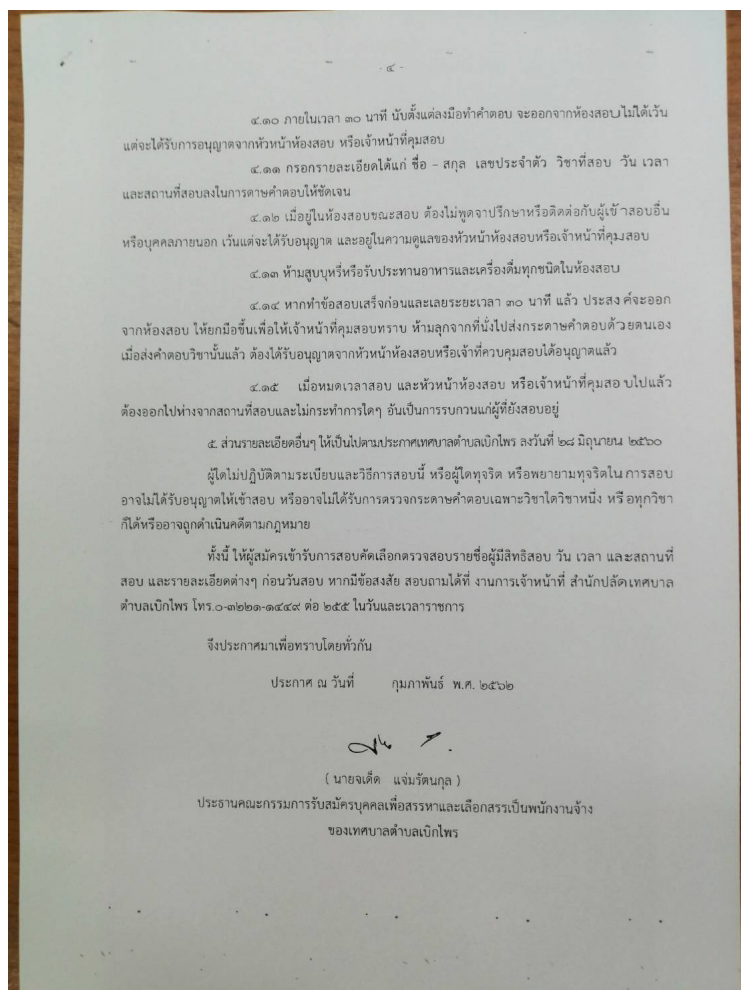 - ๔ -
๔.๑๐ ภายในเวลา ๓๐ นาที นับตั้งแต่ลงมือทำคำตอบ จะออกจากห้องสอบไม่ได้เว้น
แต่จะได้รับการอนุญาตจากหัวหน้าห้องสอบ หรือเจ้าหน้าที่คุมสอบ
๔.๑๑ กรอกรายละเอียดได้แก่ ชื่อ – สกุล เลขประจำตัว วิชาที่สอบ วัน เวลา
และสถานที่สอบลงในการดาษคำตอบให้ชัดเจน
๔.๑๒ เมื่ออยู่ในห้องสอบขณะสอบ ต้องไม่พูดจาปรึกษาหรือติดต่อกับผู้เข้าสอบอื่น
หรือบุคคลภายนอก เว้นแต่จะได้รับอนุญาต และอยู่ในความดูแลของหัวหน้าห้องสอบหรือเจ้าหน้าที่คุมสอบ
๔.๑๓ ห้ามสูบบุหรี่หรือรับประทานอาหารและเครื่องดื่มทุกชนิดในห้องสอบ
๔.๑๔ หากทำข้อสอบเสร็จก่อนและเลยระยะเวลา ๓๐ นาที แล้ว ประสงค์จะออก
จากห้องสอบ ให้ยกมือขึ้นเพื่อให้เจ้าหน้าที่คุมสอบทราบ ห้ามลุกจากที่นั่งไปส่งกระดาษคำตอบด้วยตนเอง
เมื่อส่งคำตอบวิชานั้นแล้ว ต้องได้รับอนุญาตจากหัวหน้าห้องสอบหรือเจ้าที่ควบคุมสอบได้อนุญาตแล้ว
๔.๑๕ เมื่อหมดเวลาสอบ และหัวหน้าห้องสอบ หรือเจ้าหน้าที่คุมสอบไปแล้ว
ต้องออกไปห่างจากสถานที่สอบและไม่กระทำการใดๆ อันเป็นการรบกวนแก่ผู้ที่ยังสอบอยู่
๕. ส่วนรายละเอียดอื่นๆ ให้เป็นไปตามประกาศเทศบาลตำบลเบิกไพร ลงวันที่ ๒๘ มิถุนายน ๒๕๖๐
ผู้ใดไม่ปฏิบัติตามระเบียบและวิธีการสอบนี้ หรือผู้ใดทุจริต หรือพยายามทุจริตในการสอบ
อาจไม่ได้รับอนุญาตให้เข้าสอบ หรืออาจไม่ได้รับการตรวจกระดาษคำตอบเฉพาะวิชาใดวิชาหนึ่ง หรือทุกวิชา
ก็ได้หรืออาจถูกดำเนินคดีตามกฎหมาย
ทั้งนี้ ให้ผู้สมัครเข้ารับการสอบคัดเลือกตรวจสอบรายชื่อผู้มีสิทธิสอบ วัน เวลา และสถานที่
สอบ และรายละเอียดต่างๆ ก่อนวันสอบ หากมีข้อสงสัย สอบถามได้ที่ งานการเจ้าหน้าที่ สำนักปลัดเทศบาล
ตำบลเบิกไพร โทร.๐-๓๒๒๑-๑๔๔๙ ต่อ ๒๕๕ ในวันและเวลาราชการ
จึงประกาศมาเพื่อทราบโดยทั่วกัน
ประกาศ ณ วันที่ กุมภาพันธ์ พ.ศ. ๒๕๖๒
( นายจเด็ด แจ่มรัตนกุล )
ประธานคณะกรรมการรับสมัครบุคคลเพื่อสรรหาและเลือกสรรเป็นพนักงานจ้าง
ของเทศบาลตำบลเบิกไพร